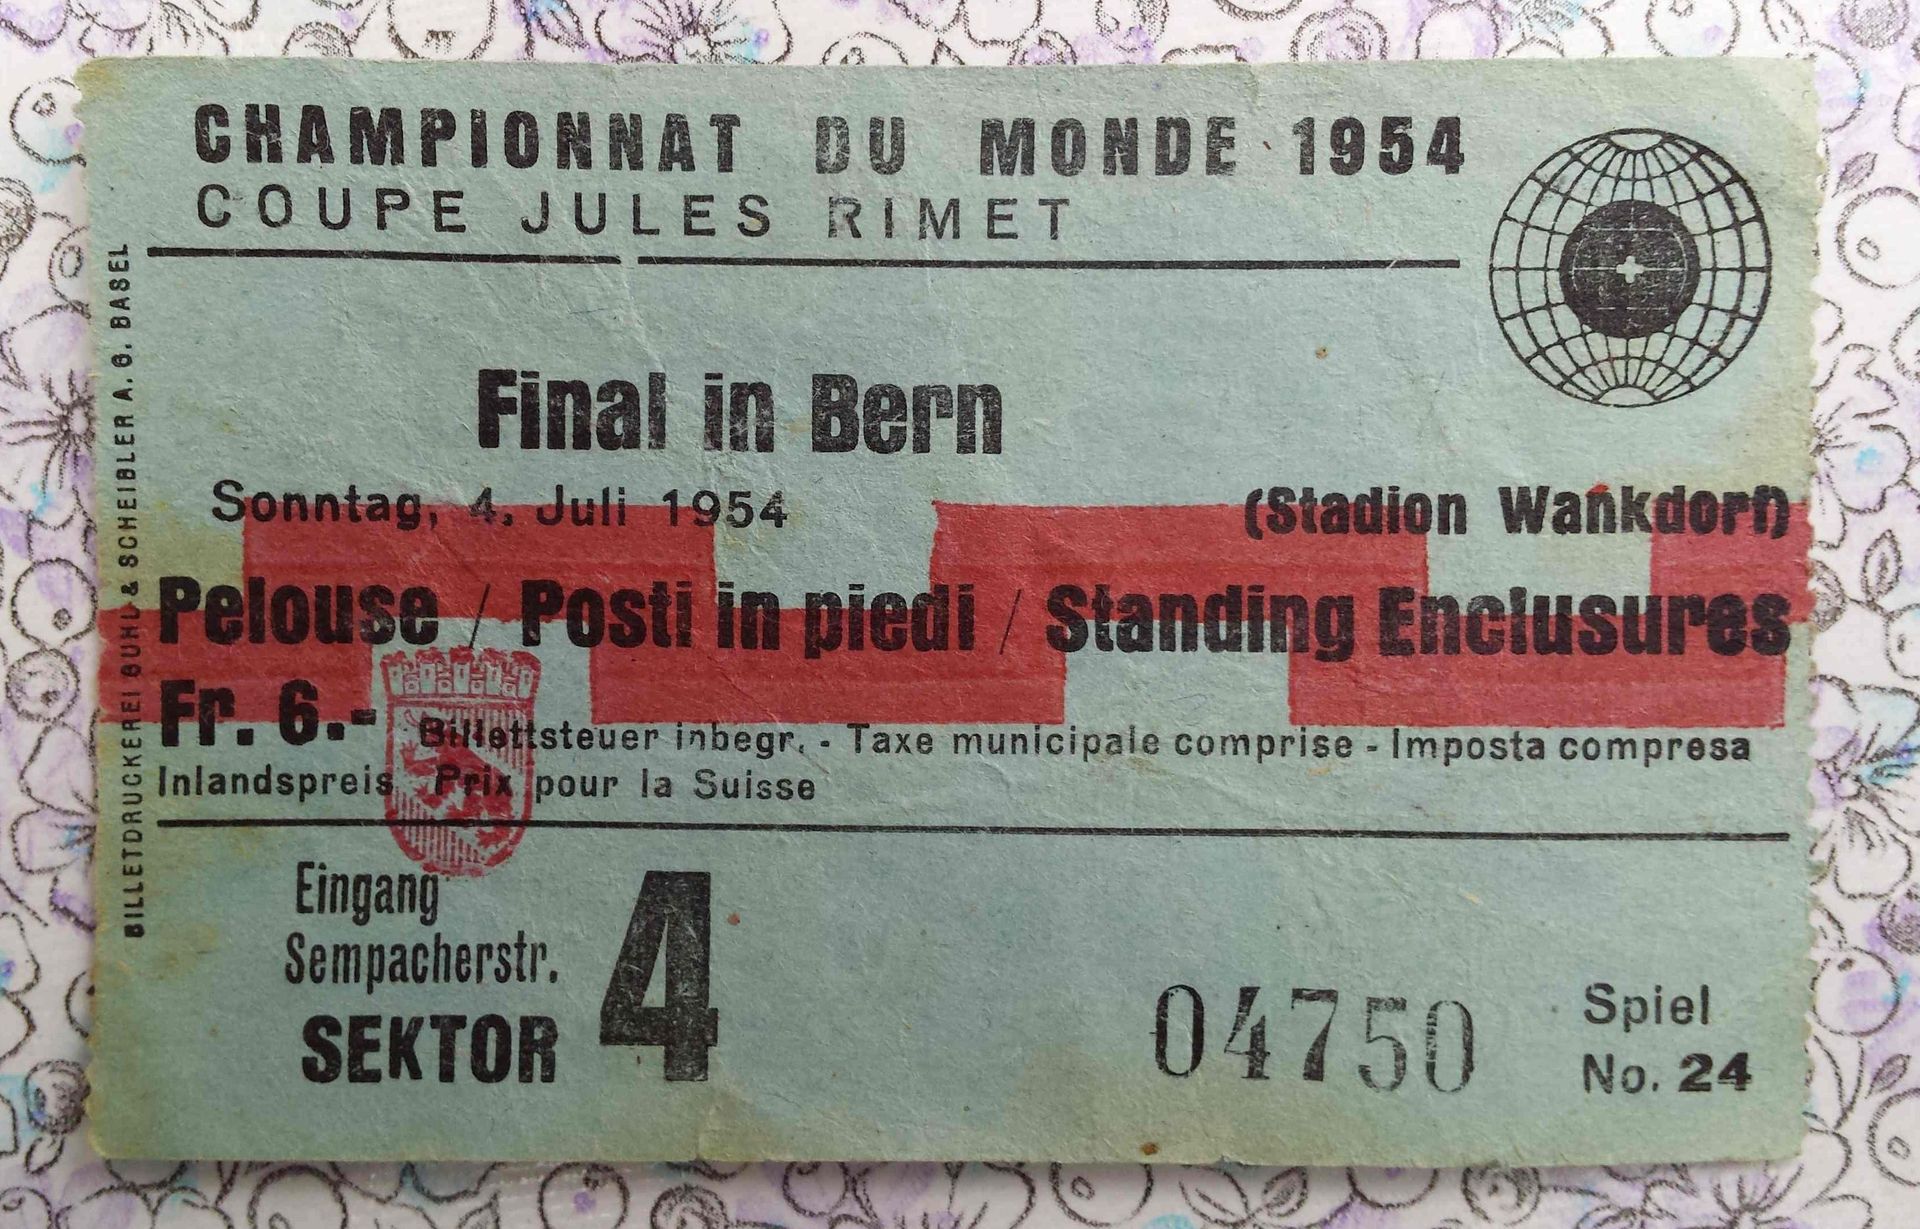 CHAMPIONNAT DU MONDE 1954
COUPE JULES RIMET
Final in Bern
Sonntag, 4. Juli 1954
(Stadion Wankdorf)
Pelouse / Posti in piedi / Standing Enclusures
Fr. 6.- Billettsteuer inbegr. - Taxe municipale comprise - Imposta compresa
Inlandspreis Prix pour la Suisse
Eingang
Sempacherstr.
SEKTOR 4
04750
Spiel
No. 24
BILLETDRUCKEREI BUHL & SCHEIBLER A. G. BASEL